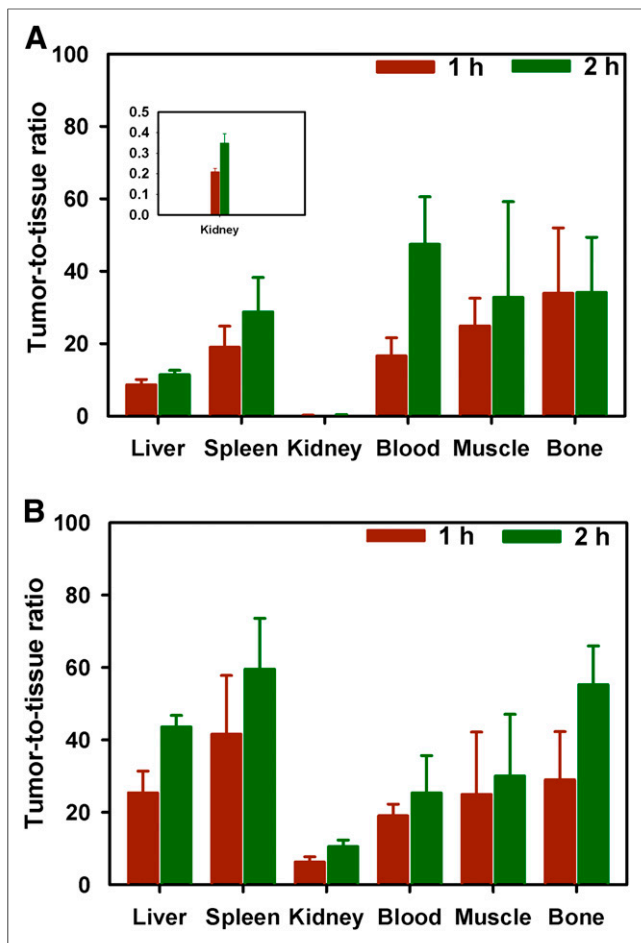 A
100
80
60
40
20
0
Tumor-to-tissue ratio
1 h 2 h
0.5
0.4
0.3
0.2
0.1
0.0
Kidney
Liver Spleen Kidney Blood Muscle Bone
B
100
80
60
40
20
0
Tumor-to-tissue ratio
1 h 2 h
Liver Spleen Kidney Blood Muscle Bone